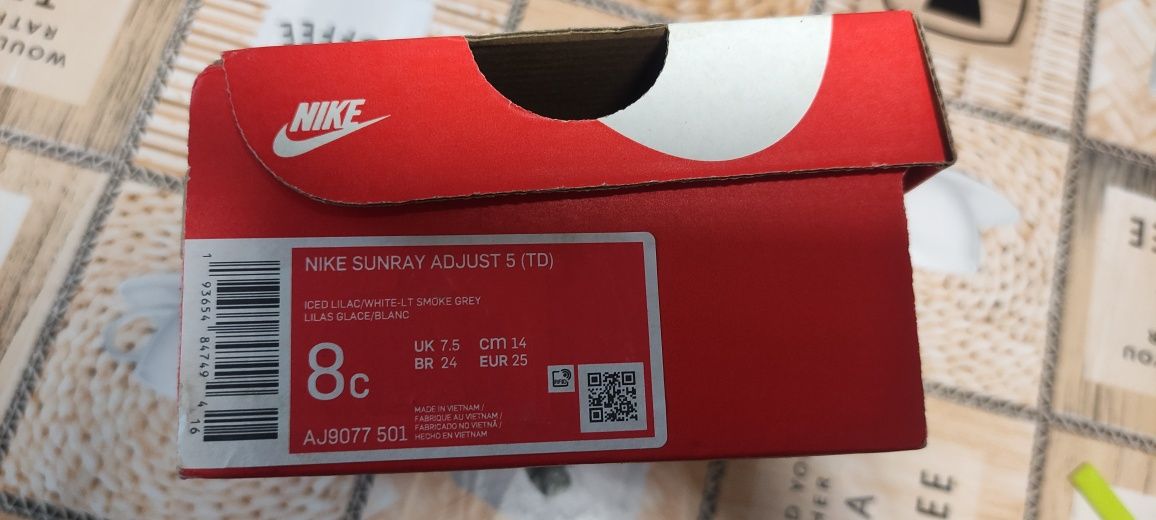 NIKE
NIKE SUNRAY ADJUST 5 (TD)
ICED LILAC/WHITE-LT SMOKE GREY
LILAS GLACE/BLANC
8C
UK 7.5 cm 14
BR 24 EUR 25
MADE IN VIETNAM /
FABRIQUE AU VIETNAM /
FABRICADO NO VIETNÃ /
HECHO EN VIETNAM
AJ9077 501
1 93654 84749 4 16
WOUL
RATH